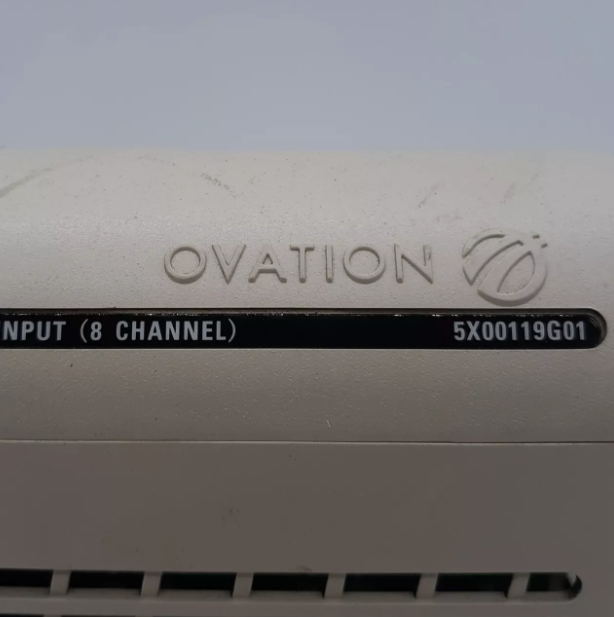 OVATION
NPUT (8 CHANNEL) 5X00119G01